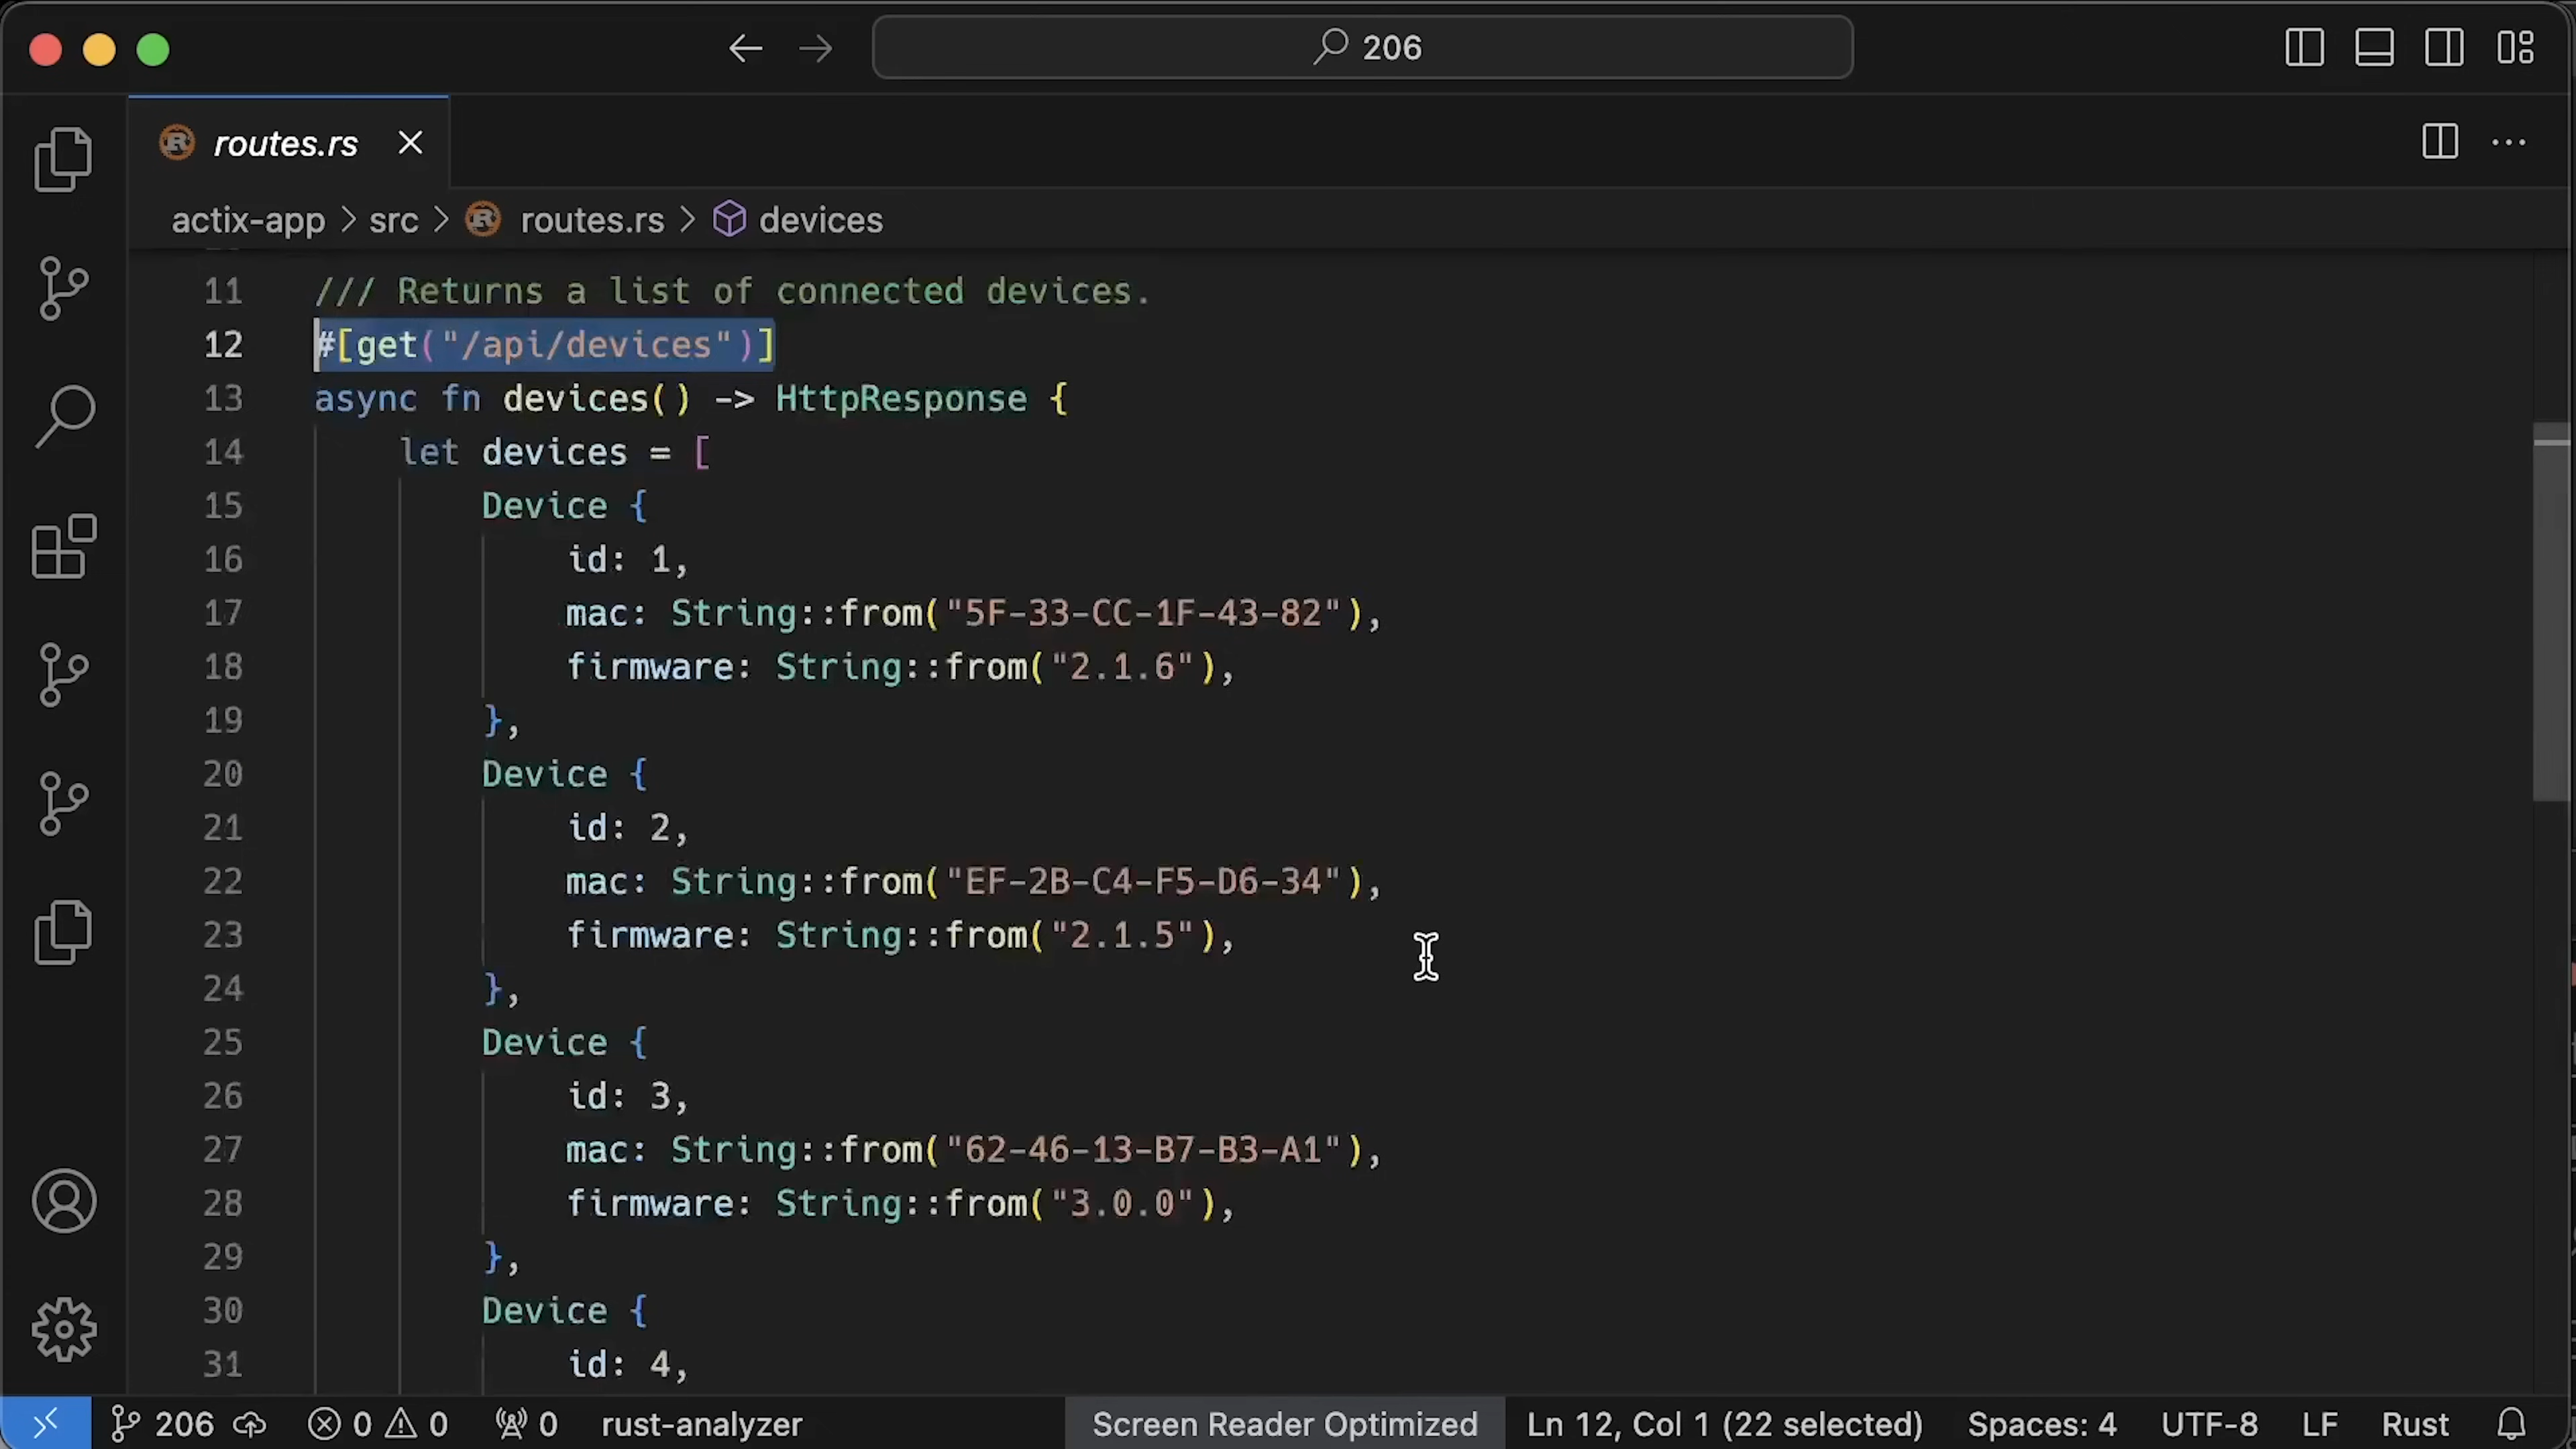 206
routes.rs
actix-app > src > routes.rs > devices
11 /// Returns a list of connected devices.
12 #[get("/api/devices")]
13 async fn devices() -> HttpResponse {
14 let devices = [
15 Device {
16 id: 1,
17 mac: String::from("5F-33-CC-1F-43-82"),
18 firmware: String::from("2.1.6"),
19 },
20 Device {
21 id: 2,
22 mac: String::from("EF-2B-C4-F5-D6-34"),
23 firmware: String::from("2.1.5"),
24 },
25 Device {
26 id: 3,
27 mac: String::from("62-46-13-B7-B3-A1"),
28 firmware: String::from("3.0.0"),
29 },
30 Device {
31 id: 4,
206 0 0 0 rust-analyzer Screen Reader Optimized Ln 12, Col 1 (22 selected) Spaces: 4 UTF-8 LF Rust